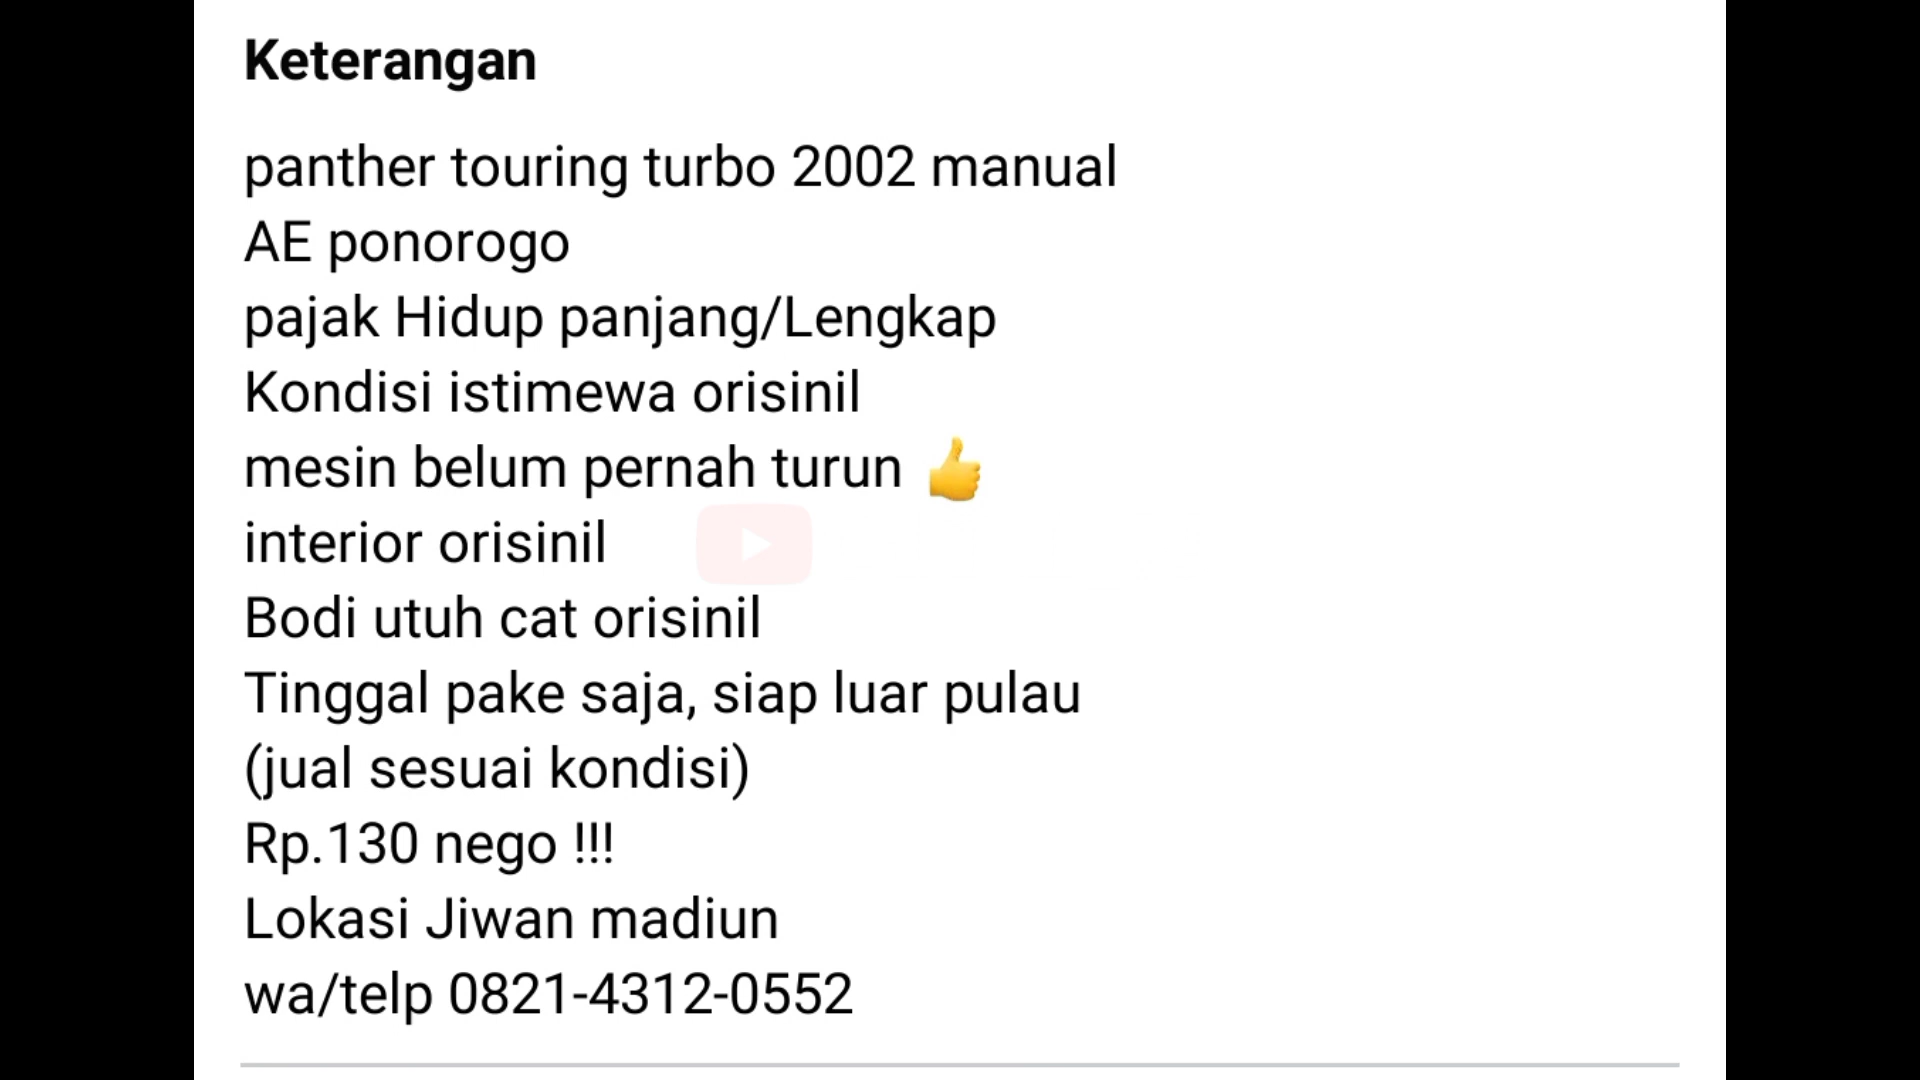 Keterangan
panther touring turbo 2002 manual
AE ponorogo
pajak Hidup panjang/Lengkap
Kondisi istimewa orisinil
mesin belum pernah turun 👍
interior orisinil
Bodi utuh cat orisinil
Tinggal pake saja, siap luar pulau
(jual sesuai kondisi)
Rp.130 nego !!!
Lokasi Jiwan madiun
wa/telp 0821-4312-0552